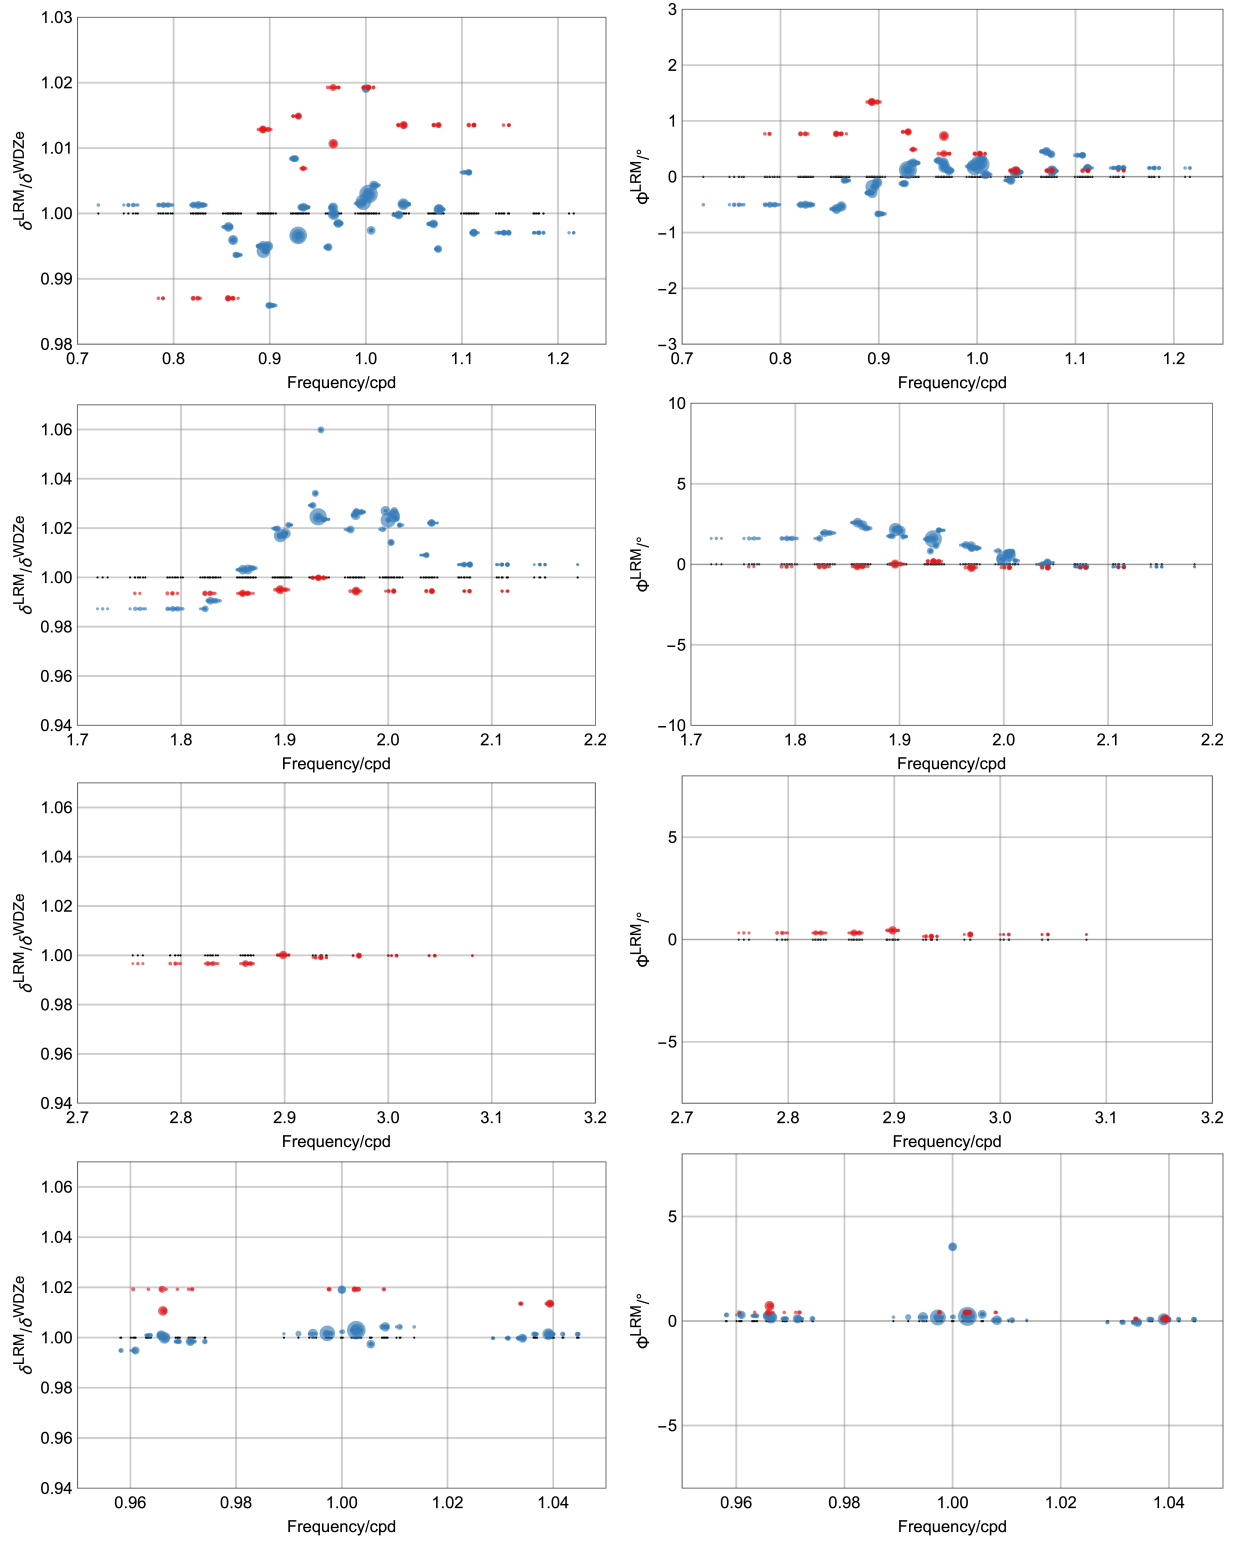 1.03
1.02
1.01
1.00
0.99
0.98
0.7 0.8 0.9 1.0 1.1 1.2
Frequency/cpd
δLRM/δWDZe
3
2
1
0
−1
−2
−3
0.7 0.8 0.9 1.0 1.1 1.2
Frequency/cpd
ΦLRM/°
1.06
1.04
1.02
1.00
0.98
0.96
0.94
1.7 1.8 1.9 2.0 2.1 2.2
Frequency/cpd
δLRM/δWDZe
10
5
0
−5
−10
1.7 1.8 1.9 2.0 2.1 2.2
Frequency/cpd
ΦLRM/°
1.06
1.04
1.02
1.00
0.98
0.96
0.94
2.7 2.8 2.9 3.0 3.1 3.2
Frequency/cpd
δLRM/δWDZe
5
0
−5
2.7 2.8 2.9 3.0 3.1 3.2
Frequency/cpd
ΦLRM/°
1.06
1.04
1.02
1.00
0.98
0.96
0.94
0.96 0.98 1.00 1.02 1.04
Frequency/cpd
δLRM/δWDZe
5
0
−5
0.96 0.98 1.00 1.02 1.04
Frequency/cpd
ΦLRM/°